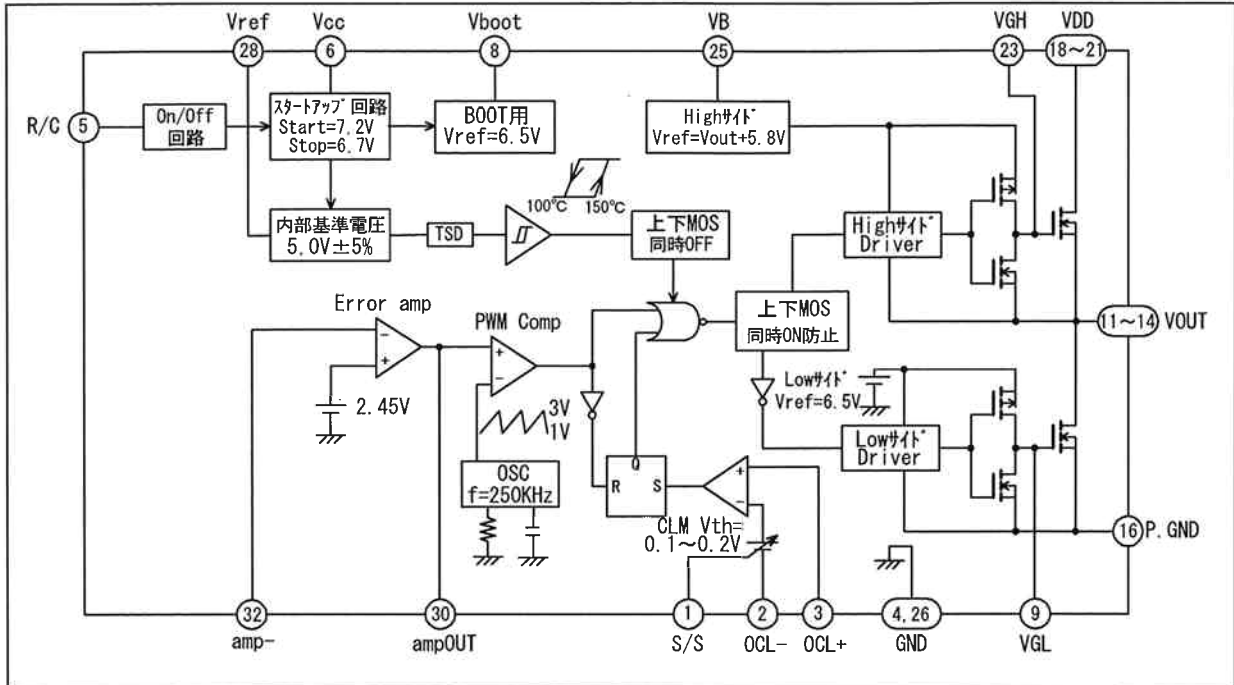 Vref
Vcc
Vboot
VB
VGH
VDD
28
6
8
25
23
18～21
R/C
5
On/Off
回路
ｽﾀｰﾄｱｯﾌﾟ回路
Start=7.2V
Stop=6.7V
BOOT用
Vref=6.5V
Highｻｲﾄﾞ
Vref=Vout+5.8V
100℃
150℃
内部基準電圧
5.0V±5%
TSD
上下MOS
同時OFF
Highｻｲﾄﾞ
Driver
Error amp
PWM Comp
上下MOS
同時ON防止
11～14
VOUT
－
+
+
－
2.45V
3V
1V
Lowｻｲﾄﾞ
Vref=6.5V
OSC
f=250KHz
Q
R
S
+
－
Lowｻｲﾄﾞ
Driver
CLM Vth=
0.1～0.2V
16
P.GND
32
30
1
2
3
4,26
9
amp-
ampOUT
S/S
OCL-
OCL+
GND
VGL